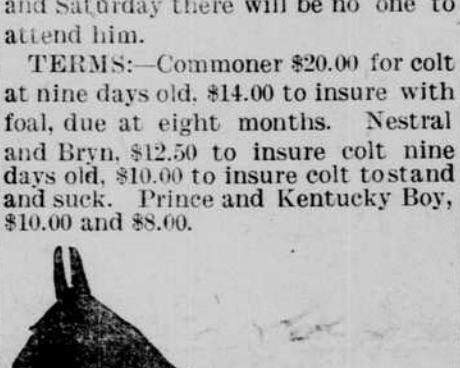 and Saturday there will be no one to
attend him.
TERMS:—Commoner $20.00 for colt
at nine days old, $14.00 to insure with
foal, due at eight months. Nestral
and Bryn, $12.50 to insure colt nine
days old, $10.00 to insure colt to stand
and suck. Prince and Kentucky Boy,
$10.00 and $8.00.